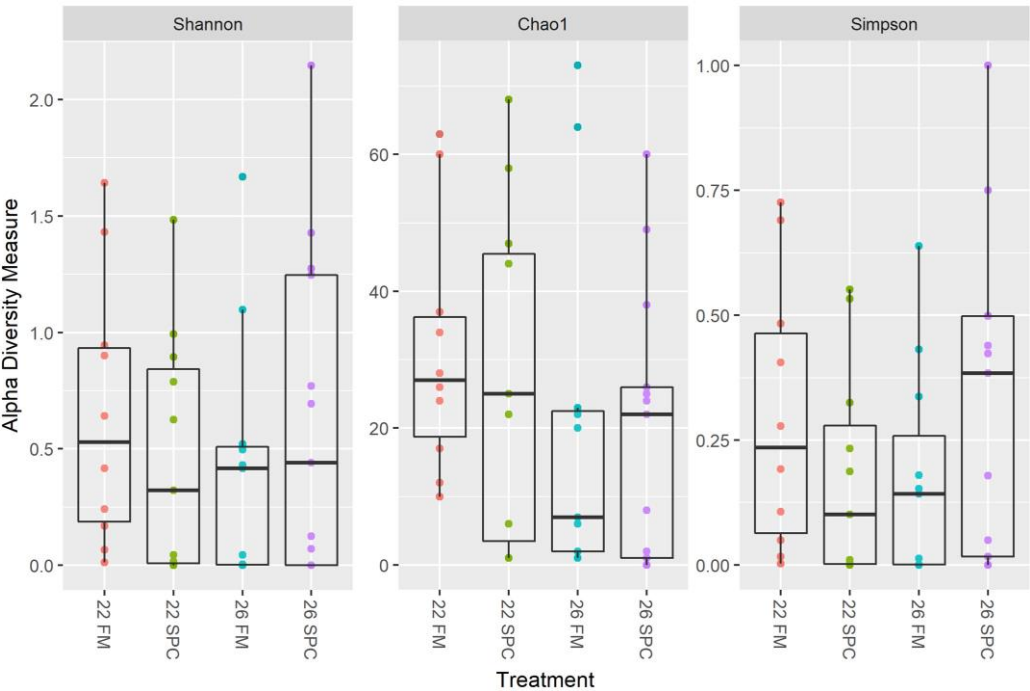 Shannon
Chao1
Simpson
Alpha Diversity Measure
2.0
1.5
1.0
0.5
0.0
60
40
20
0
1.00
0.75
0.50
0.25
0.00
22 FM
22 SPC
26 FM
26 SPC
22 FM
22 SPC
26 FM
26 SPC
22 FM
22 SPC
26 FM
26 SPC
Treatment